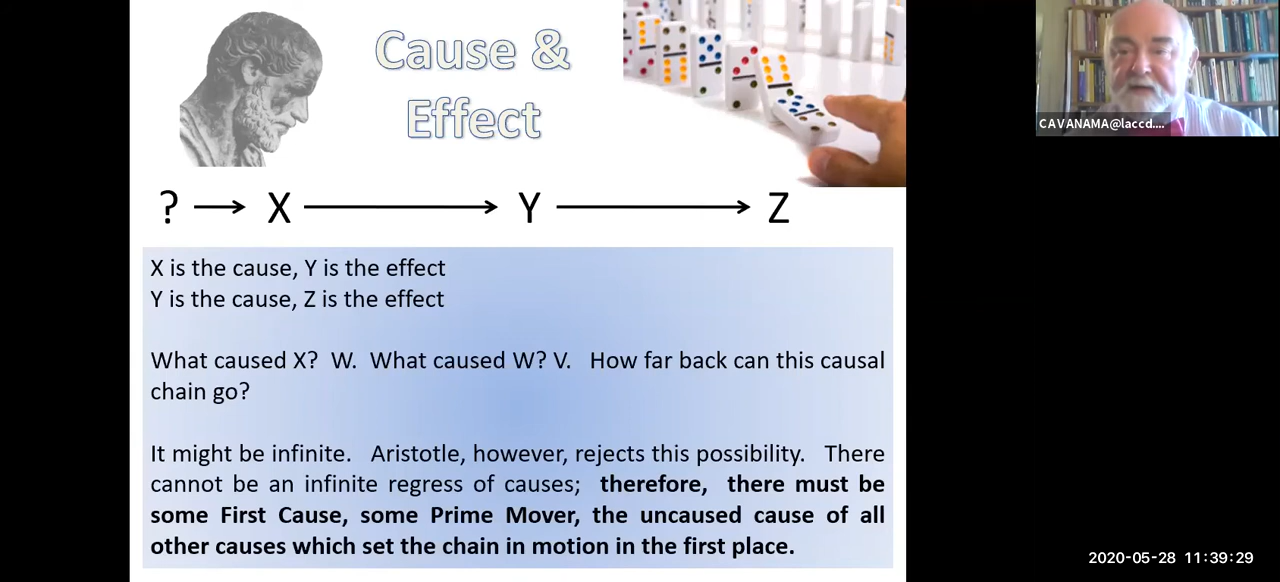 Cause &
Effect
CAVANAMA@laccd....
? → X → Y → Z
X is the cause, Y is the effect
Y is the cause, Z is the effect
What caused X? W. What caused W? V. How far back can this causal
chain go?
It might be infinite. Aristotle, however, rejects this possibility. There
cannot be an infinite regress of causes; therefore, there must be
some First Cause, some Prime Mover, the uncaused cause of all
other causes which set the chain in motion in the first place.
2020-05-28 11:39:29